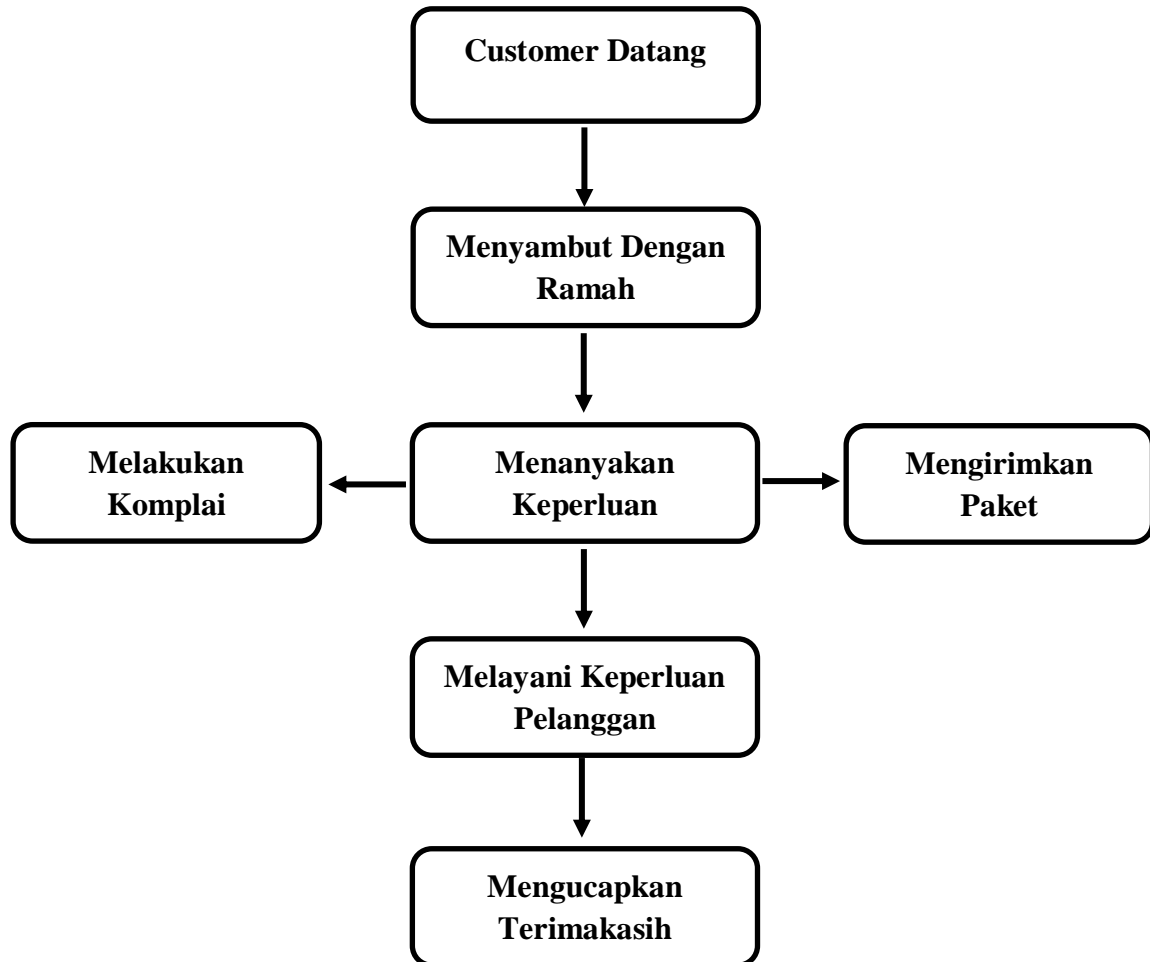 Customer Datang
Menyambut Dengan
Ramah
Melakukan
Komplai
Menanyakan
Keperluan
Mengirimkan
Paket
Melayani Keperluan
Pelanggan
Mengucapkan
Terimakasih